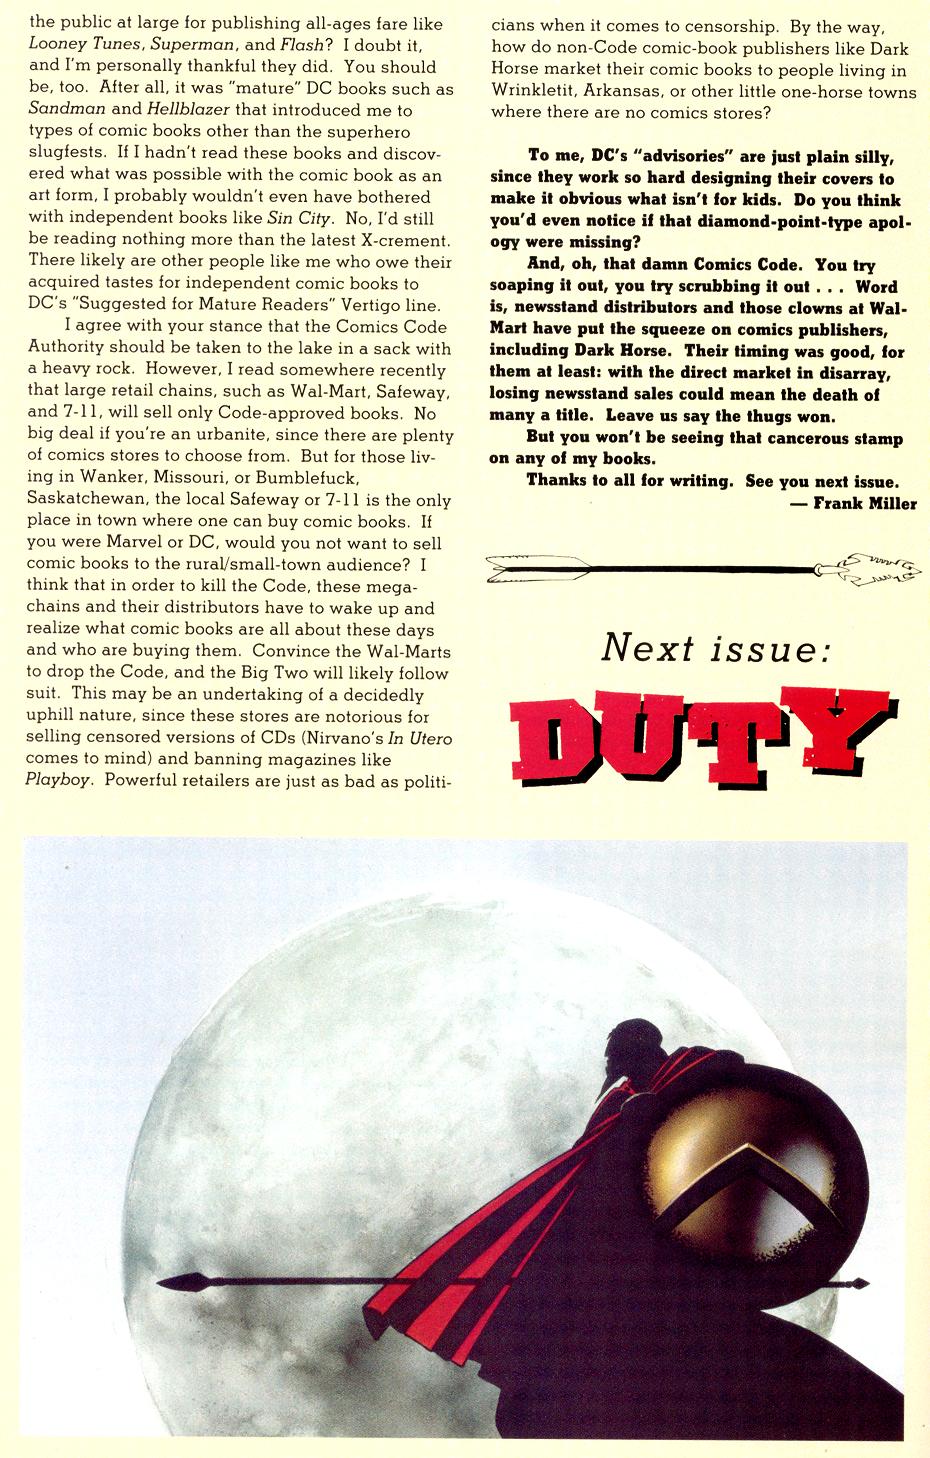 the public at large for publishing all-ages fare like
Looney Tunes, Superman, and Flash?  I doubt it,
and I'm personally thankful they did.  You should
be, too.  After all, it was "mature" DC books such as
Sandman and Hellblazer that introduced me to
types of comic books other than the superhero
slugfests.  If I hadn't read these books and discov-
ered what was possible with the comic book as an
art form, I probably wouldn't even have bothered
with independent books like Sin City.  No, I'd still
be reading nothing more than the latest X-crement.
There likely are other people like me who owe their
acquired tastes for independent comic books to
DC's "Suggested for Mature Readers" Vertigo line.
I agree with your stance that the Comics Code
Authority should be taken to the lake in a sack with
a heavy rock.  However, I read somewhere recently
that large retail chains, such as Wal-Mart, Safeway,
and 7-11, will sell only Code-approved books.  No
big deal if you're an urbanite, since there are plenty
of comics stores to choose from.  But for those liv-
ing in Wanker, Missouri, or Bumblefuck,
Saskatchewan, the local Safeway or 7-11 is the only
place in town where one can buy comic books.  If
you were Marvel or DC, would you not want to sell
comic books to the rural/small-town audience?  I
think that in order to kill the Code, these mega-
chains and their distributors have to wake up and
realize what comic books are all about these days
and who are buying them.  Convince the Wal-Marts
to drop the Code, and the Big Two will likely follow
suit.  This may be an undertaking of a decidedly
uphill nature, since these stores are notorious for
selling censored versions of CDs (Nirvano's In Utero
comes to mind) and banning magazines like
Playboy.  Powerful retailers are just as bad as politi-
cians when it comes to censorship.  By the way,
how do non-Code comic-book publishers like Dark
Horse market their comic books to people living in
Wrinkletit, Arkansas, or other little one-horse towns
where there are no comics stores?
To me, DC's "advisories" are just plain silly,
since they work so hard designing their covers to
make it obvious what isn't for kids.  Do you think
you'd even notice if that diamond-point-type apol-
ogy were missing?
And, oh, that damn Comics Code.  You try
soaping it out, you try scrubbing it out . . .  Word
is, newsstand distributors and those clowns at Wal-
Mart have put the squeeze on comics publishers,
including Dark Horse.  Their timing was good, for
them at least: with the direct market in disarray,
losing newsstand sales could mean the death of
many a title.  Leave us say the thugs won.
But you won't be seeing that cancerous stamp
on any of my books.
Thanks to all for writing.  See you next issue.
— Frank Miller
Next issue:
DUTY